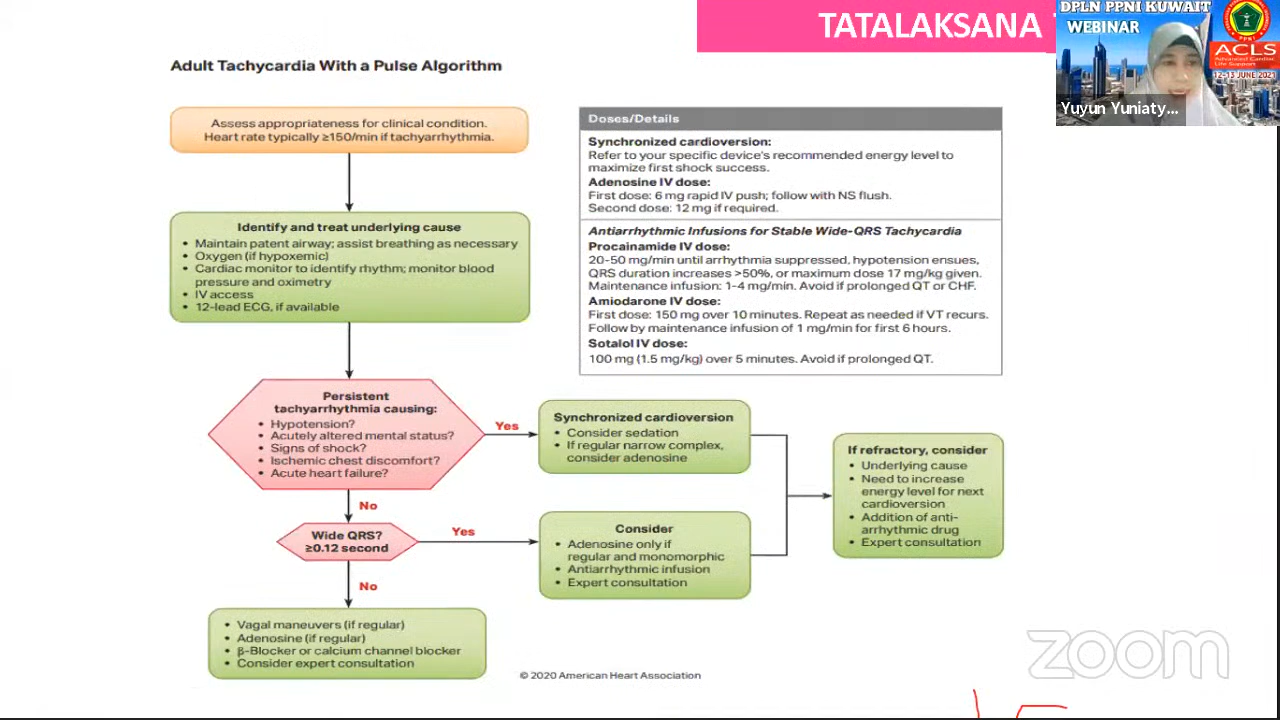 TATALAKSANA
DPLN PPNI KUWAIT
WEBINAR
PPNI
ACLS
Advanced Cardiac
Life Support
12-13 JUNE 2021
Yuyun Yuniaty...
Adult Tachycardia With a Pulse Algorithm
Assess appropriateness for clinical condition.
Heart rate typically ≥150/min if tachyarrhythmia.
Identify and treat underlying cause
• Maintain patent airway; assist breathing as necessary
• Oxygen (if hypoxemic)
• Cardiac monitor to identify rhythm; monitor blood
pressure and oximetry
• IV access
• 12-lead ECG, if available
Persistent
tachyarrhythmia causing:
• Hypotension?
• Acutely altered mental status?
• Signs of shock?
• Ischemic chest discomfort?
• Acute heart failure?
Yes
Synchronized cardioversion
• Consider sedation
• If regular narrow complex,
consider adenosine
No
Wide QRS?
≥0.12 second
Yes
Consider
• Adenosine only if
regular and monomorphic
• Antiarrhythmic infusion
• Expert consultation
If refractory, consider
• Underlying cause
• Need to increase
energy level for next
cardioversion
• Addition of anti-
arrhythmic drug
• Expert consultation
No
• Vagal maneuvers (if regular)
• Adenosine (if regular)
• β-Blocker or calcium channel blocker
• Consider expert consultation
Doses/Details
Synchronized cardioversion:
Refer to your specific device's recommended energy level to
maximize first shock success.
Adenosine IV dose:
First dose: 6 mg rapid IV push; follow with NS flush.
Second dose: 12 mg if required.
Antiarrhythmic Infusions for Stable Wide-QRS Tachycardia
Procainamide IV dose:
20-50 mg/min until arrhythmia suppressed, hypotension ensues,
QRS duration increases >50%, or maximum dose 17 mg/kg given.
Maintenance infusion: 1-4 mg/min. Avoid if prolonged QT or CHF.
Amiodarone IV dose:
First dose: 150 mg over 10 minutes. Repeat as needed if VT recurs.
Follow by maintenance infusion of 1 mg/min for first 6 hours.
Sotalol IV dose:
100 mg (1.5 mg/kg) over 5 minutes. Avoid if prolonged QT.
© 2020 American Heart Association
zoom